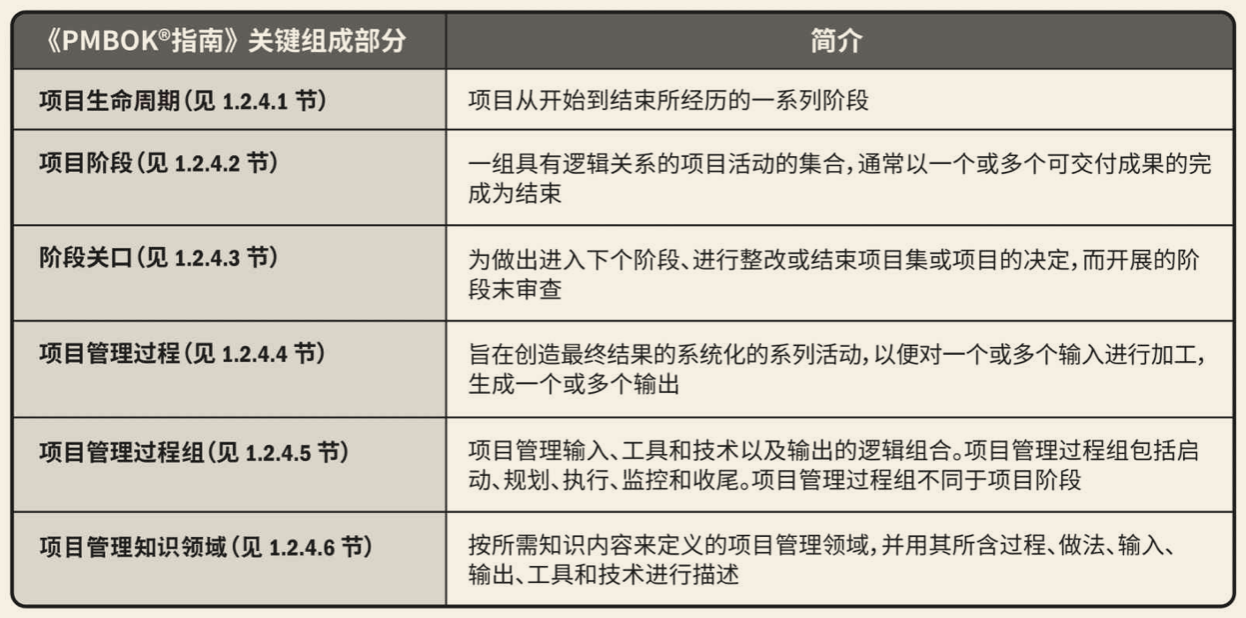 《PMBOK®指南》关键组成部分
简介
项目生命周期(见 1.2.4.1 节)
项目从开始到结束所经历的一系列阶段
项目阶段(见 1.2.4.2 节)
一组具有逻辑关系的项目活动的集合,通常以一个或多个可交付成果的完
成为结束
阶段关口(见 1.2.4.3 节)
为做出进入下个阶段、进行整改或结束项目集或项目的决定,而开展的阶
段末审查
项目管理过程(见 1.2.4.4 节)
旨在创造最终结果的系统化的系列活动,以便对一个或多个输入进行加工,
生成一个或多个输出
项目管理过程组(见 1.2.4.5 节)
项目管理输入、工具和技术以及输出的逻辑组合。项目管理过程组包括启
动、规划、执行、监控和收尾。项目管理过程组不同于项目阶段
项目管理知识领域(见 1.2.4.6 节)
按所需知识内容来定义的项目管理领域,并用其所含过程、做法、输入、
输出、工具和技术进行描述